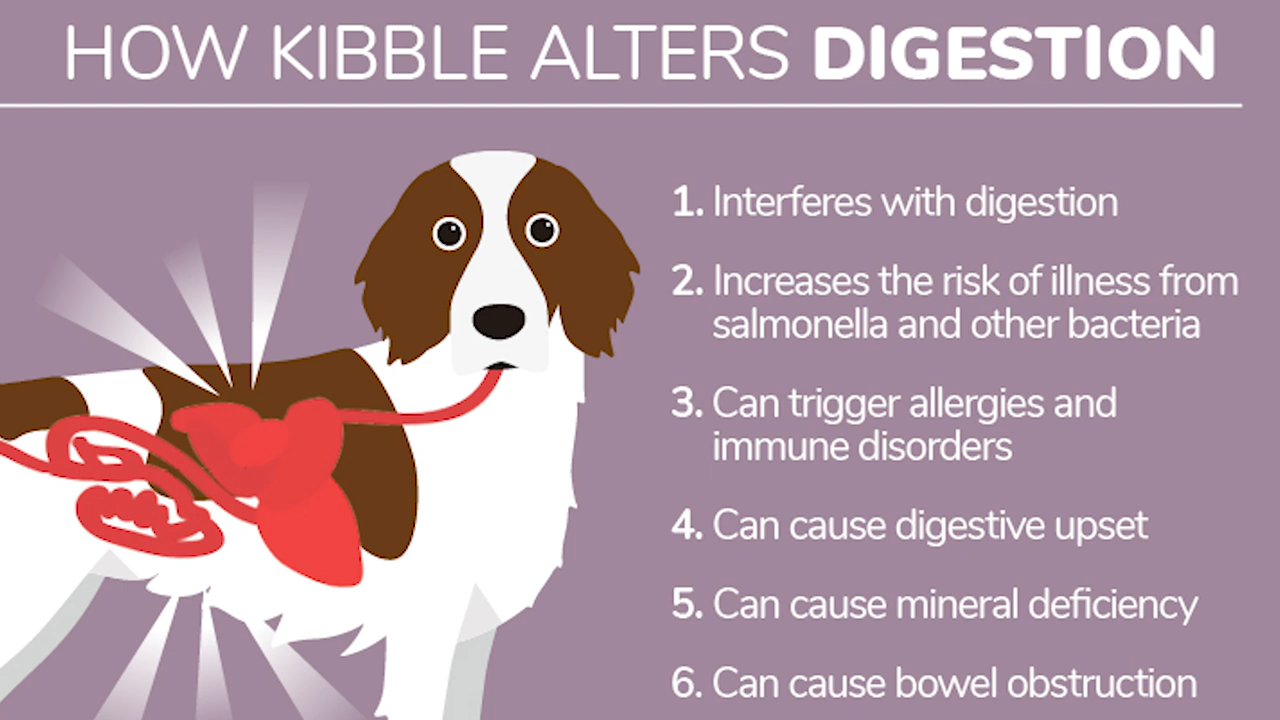 HOW KIBBLE ALTERS DIGESTION
1. Interferes with digestion
2. Increases the risk of illness from
salmonella and other bacteria
3. Can trigger allergies and
immune disorders
4. Can cause digestive upset
5. Can cause mineral deficiency
6. Can cause bowel obstruction